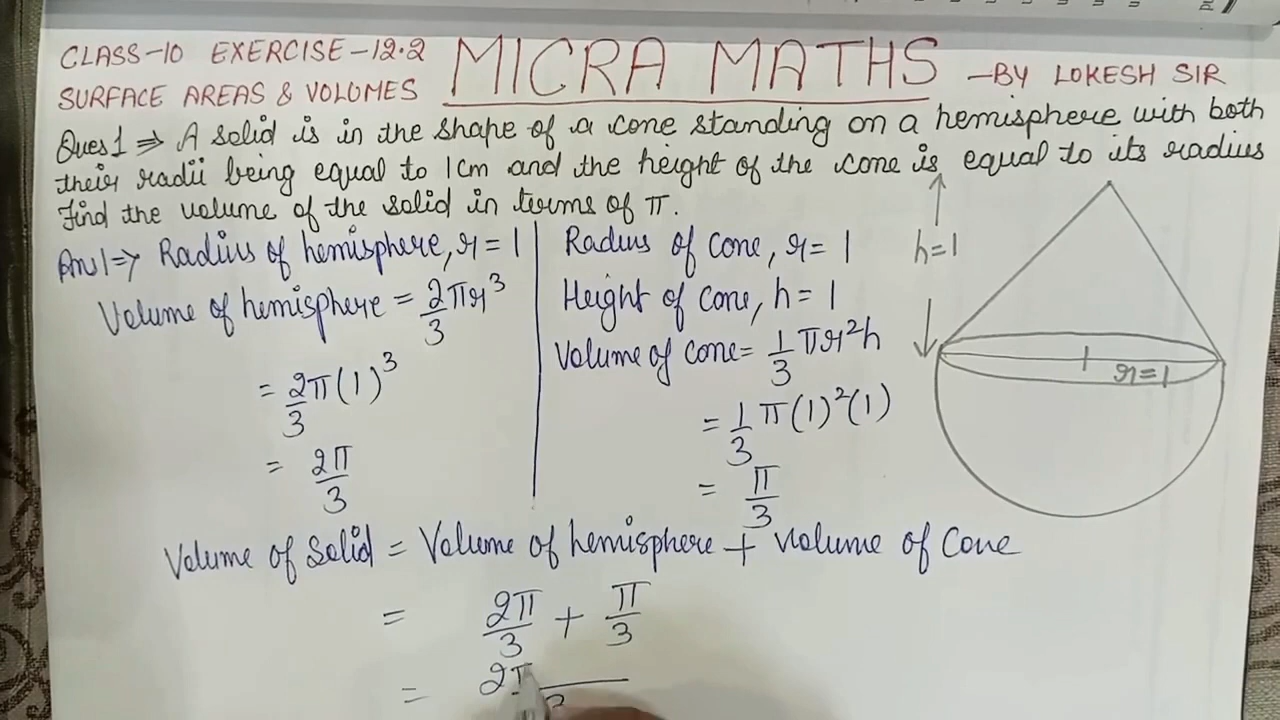 CLASS-10 EXERCISE-12.2
SURFACE AREAS & VOLUMES
MICRA MATHS
-BY LOKESH SIR
Ques 1 ⇒ A solid is in the shape of a cone standing on a hemisphere with both
their radii being equal to 1cm and the height of the cone is equal to its radius
Find the volume of the solid in terms of π.
Ans 1 ⇒ Radius of hemisphere, r = 1
Volume of hemisphere = 2/3 πr³
= 2/3 π(1)³
= 2π/3
Radius of cone, r = 1
Height of cone, h = 1
Volume of cone = 1/3 πr²h
= 1/3 π(1)²(1)
= π/3
h=1
r=1
Volume of solid = Volume of hemisphere + volume of cone
= 2π/3 + π/3
= 2π